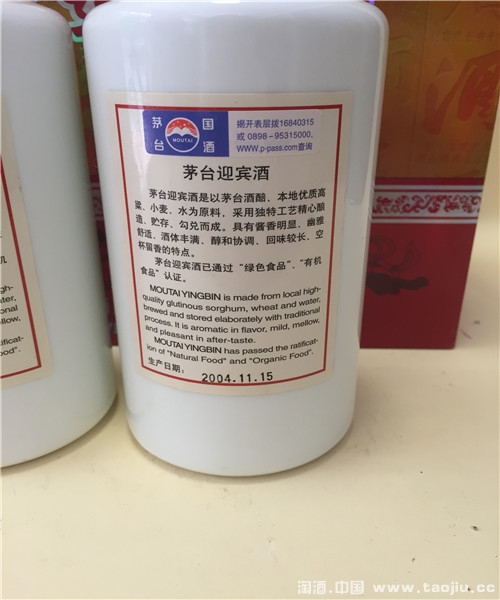 茅台
国酒
MOUTAI
揭开表层拨16840315
或 0898-95315000,
www.p-pass.com查询
茅台迎宾酒
茅台迎宾酒是以茅台酒醅、本地优质高
粱、小麦、水为原料，采用独特工艺精心酿
造、贮存、勾兑而成。具有酱香明显、幽雅
舒适、酒体丰满、醇和协调、回味较长、空
杯留香的特点。
茅台迎宾酒已通过“绿色食品”、“有机
食品”认证。
MOUTAI YINGBIN is made from local high-
quality glutinous sorghum, wheat and water,
brewed and stored elaborately with traditional
process. It is aromatic in flavor, mild, mellow,
and pleasant in after-taste.
MOUTAI YINGBIN has passed the ratificat-
ion of "Natural Food" and "Organic Food".
生产日期：
2004.11.15
酒
淘酒.中国 www.taojiu.cc